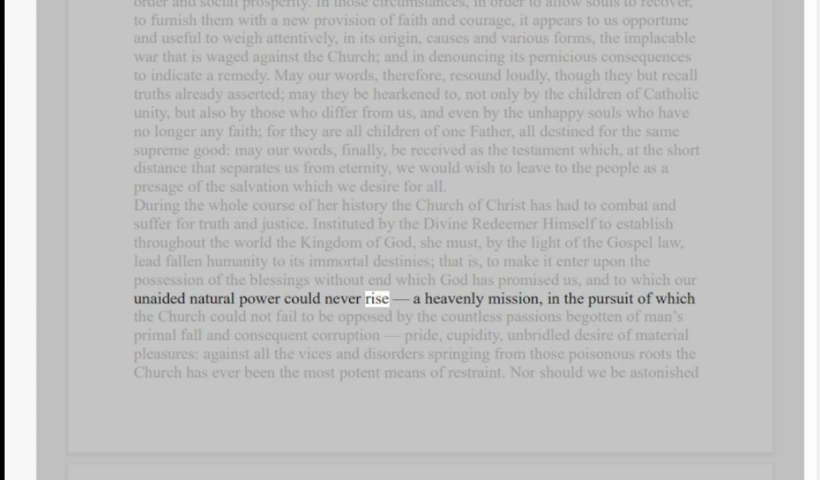 order and social prosperity. In those circumstances, in order to allow souls to recover,
to furnish them with a new provision of faith and courage, it appears to us opportune
and useful to weigh attentively, in its origin, causes and various forms, the implacable
war that is waged against the Church; and in denouncing its pernicious consequences
to indicate a remedy. May our words, therefore, resound loudly, though they but recall
truths already asserted; may they be hearkened to, not only by the children of Catholic
unity, but also by those who differ from us, and even by the unhappy souls who have
no longer any faith; for they are all children of one Father, all destined for the same
supreme good: may our words, finally, be received as the testament which, at the short
distance that separates us from eternity, we would wish to leave to the people as a
presage of the salvation which we desire for all.
During the whole course of her history the Church of Christ has had to combat and
suffer for truth and justice. Instituted by the Divine Redeemer Himself to establish
throughout the world the Kingdom of God, she must, by the light of the Gospel law,
lead fallen humanity to its immortal destinies; that is, to make it enter upon the
possession of the blessings without end which God has promised us, and to which our
unaided natural power could never rise — a heavenly mission, in the pursuit of which
the Church could not fail to be opposed by the countless passions begotten of man’s
primal fall and consequent corruption — pride, cupidity, unbridled desire of material
pleasures: against all the vices and disorders springing from those poisonous roots the
Church has ever been the most potent means of restraint. Nor should we be astonished